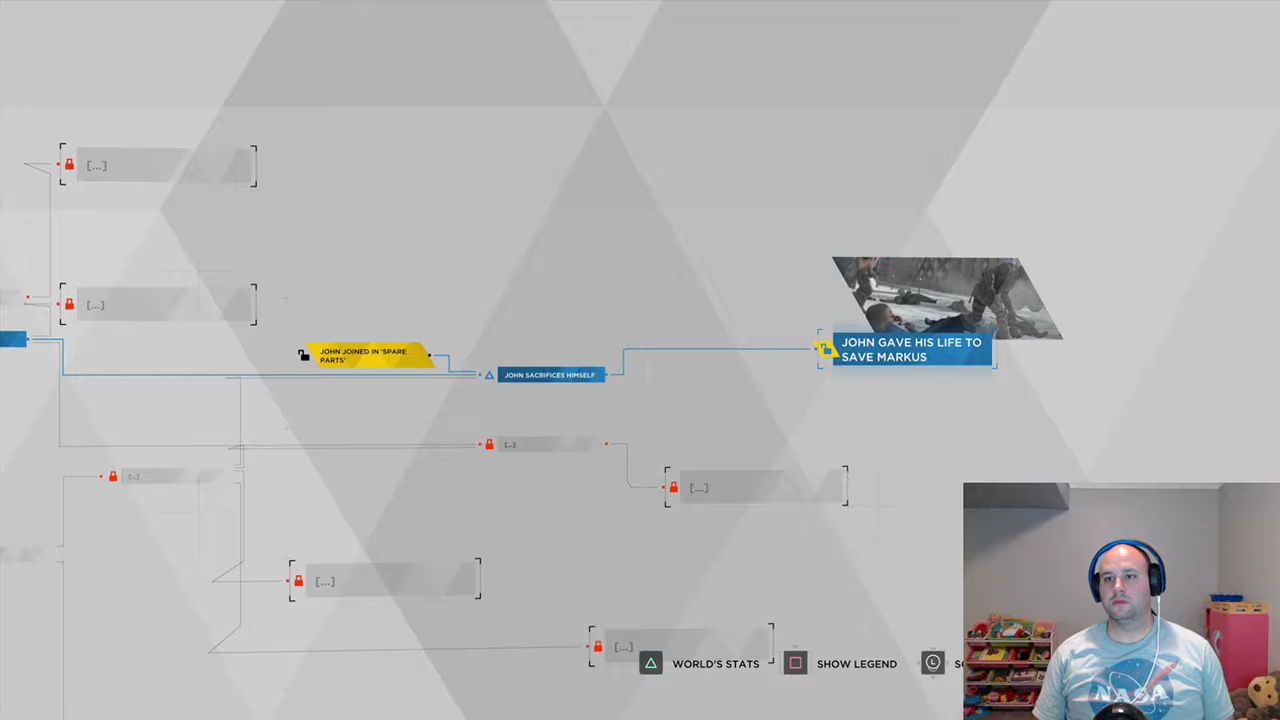 [...]
[...]
JOHN JOINED IN 'SPARE
PARTS'
JOHN SACRIFICES HIMSELF
JOHN GAVE HIS LIFE TO
SAVE MARKUS
[...]
[...]
[...]
[...]
[...]
WORLD'S STATS
SHOW LEGEND
L
NASA